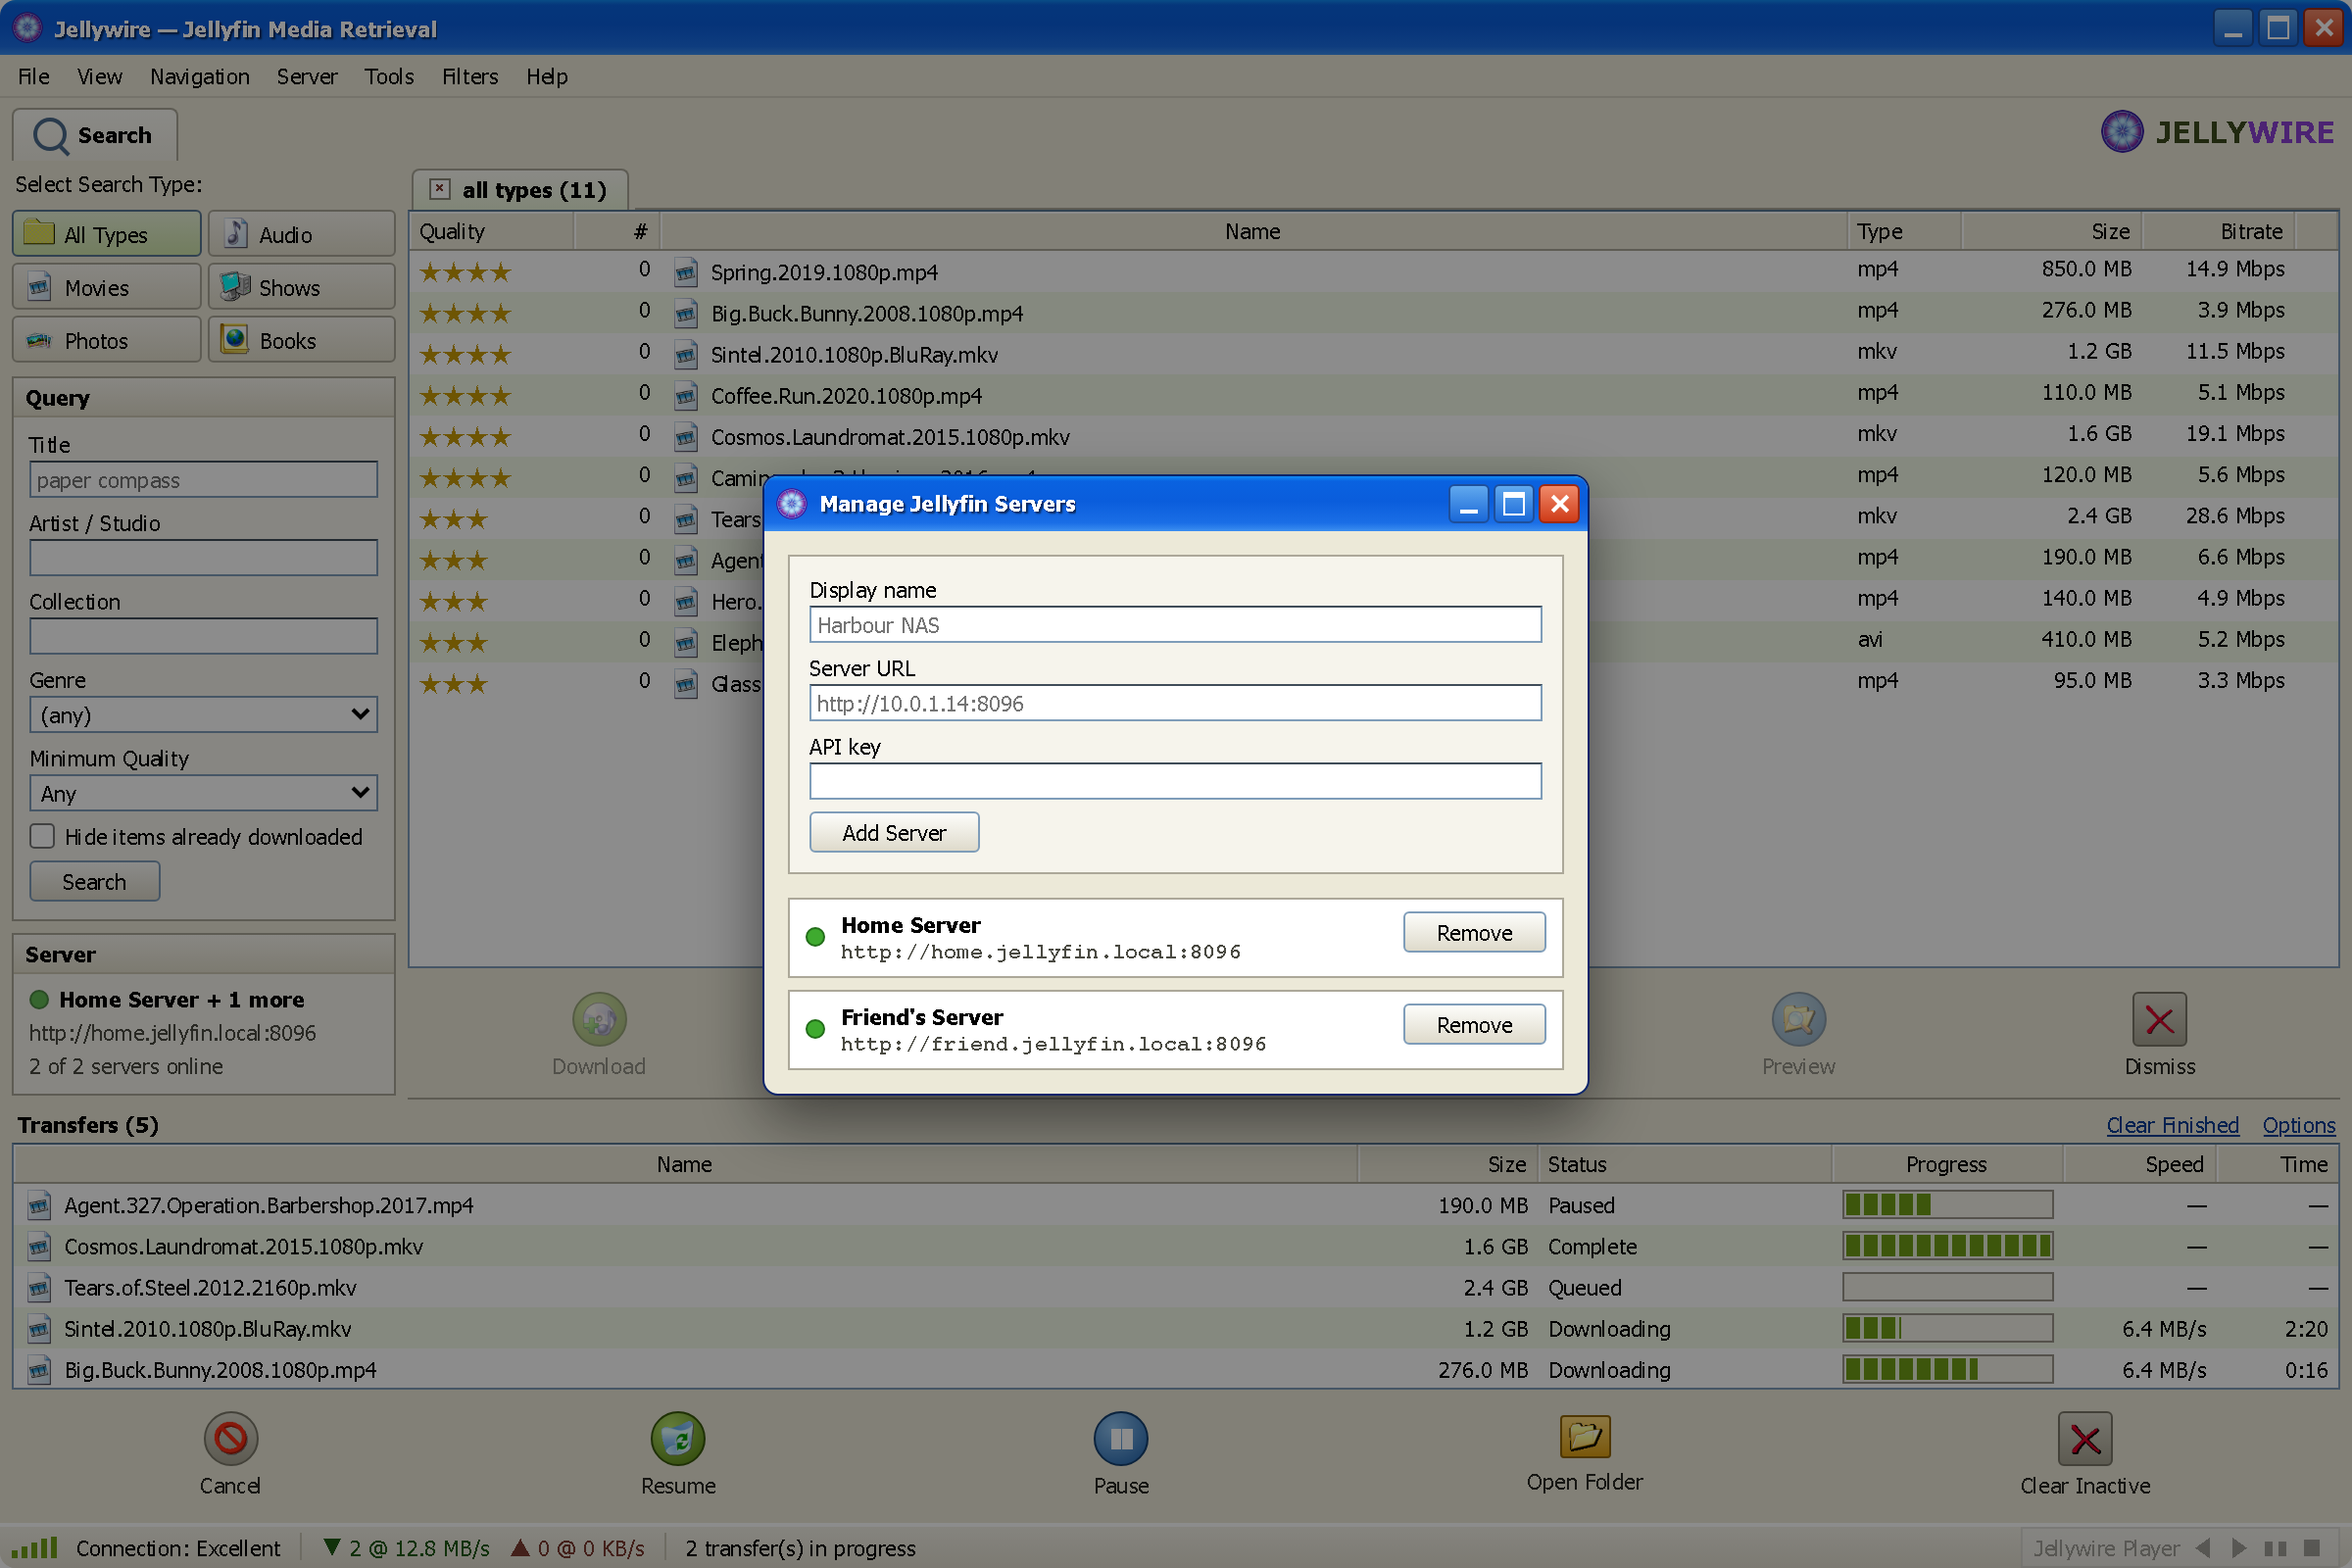 Jellywire — Jellyfin Media Retrieval
File View Navigation Server Tools Filters Help
Search
JELLYWIRE
Select Search Type:
All Types Audio
Movies Shows
Photos Books
Query
Title
paper compass
Artist / Studio
Collection
Genre
(any)
Minimum Quality
Any
Hide items already downloaded
Search
Server
Home Server + 1 more
http://home.jellyfin.local:8096
2 of 2 servers online
all types (11)
Quality # Name Type Size Bitrate
★★★★ 0 Spring.2019.1080p.mp4 mp4 850.0 MB 14.9 Mbps
★★★★ 0 Big.Buck.Bunny.2008.1080p.mp4 mp4 276.0 MB 3.9 Mbps
★★★★ 0 Sintel.2010.1080p.BluRay.mkv mkv 1.2 GB 11.5 Mbps
★★★★ 0 Coffee.Run.2020.1080p.mp4 mp4 110.0 MB 5.1 Mbps
★★★★ 0 Cosmos.Laundromat.2015.1080p.mkv mkv 1.6 GB 19.1 Mbps
★★★★ 0 mp4 120.0 MB 5.6 Mbps
★★★ 0 Tears mkv 2.4 GB 28.6 Mbps
★★★ 0 Agent mp4 190.0 MB 6.6 Mbps
★★★ 0 Hero. mp4 140.0 MB 4.9 Mbps
★★★ 0 Eleph avi 410.0 MB 5.2 Mbps
★★★ 0 Glass mp4 95.0 MB 3.3 Mbps
Manage Jellyfin Servers
Display name
Harbour NAS
Server URL
http://10.0.1.14:8096
API key
Add Server
Home Server
http://home.jellyfin.local:8096
Remove
Friend's Server
http://friend.jellyfin.local:8096
Remove
Download Preview Dismiss
Transfers (5) Clear Finished Options
Name Size Status Progress Speed Time
Agent.327.Operation.Barbershop.2017.mp4 190.0 MB Paused — —
Cosmos.Laundromat.2015.1080p.mkv 1.6 GB Complete — —
Tears.of.Steel.2012.2160p.mkv 2.4 GB Queued — —
Sintel.2010.1080p.BluRay.mkv 1.2 GB Downloading 6.4 MB/s 2:20
Big.Buck.Bunny.2008.1080p.mp4 276.0 MB Downloading 6.4 MB/s 0:16
Cancel Resume Pause Open Folder Clear Inactive
Connection: Excellent 2 @ 12.8 MB/s 0 @ 0 KB/s 2 transfer(s) in progress Jellywire Player